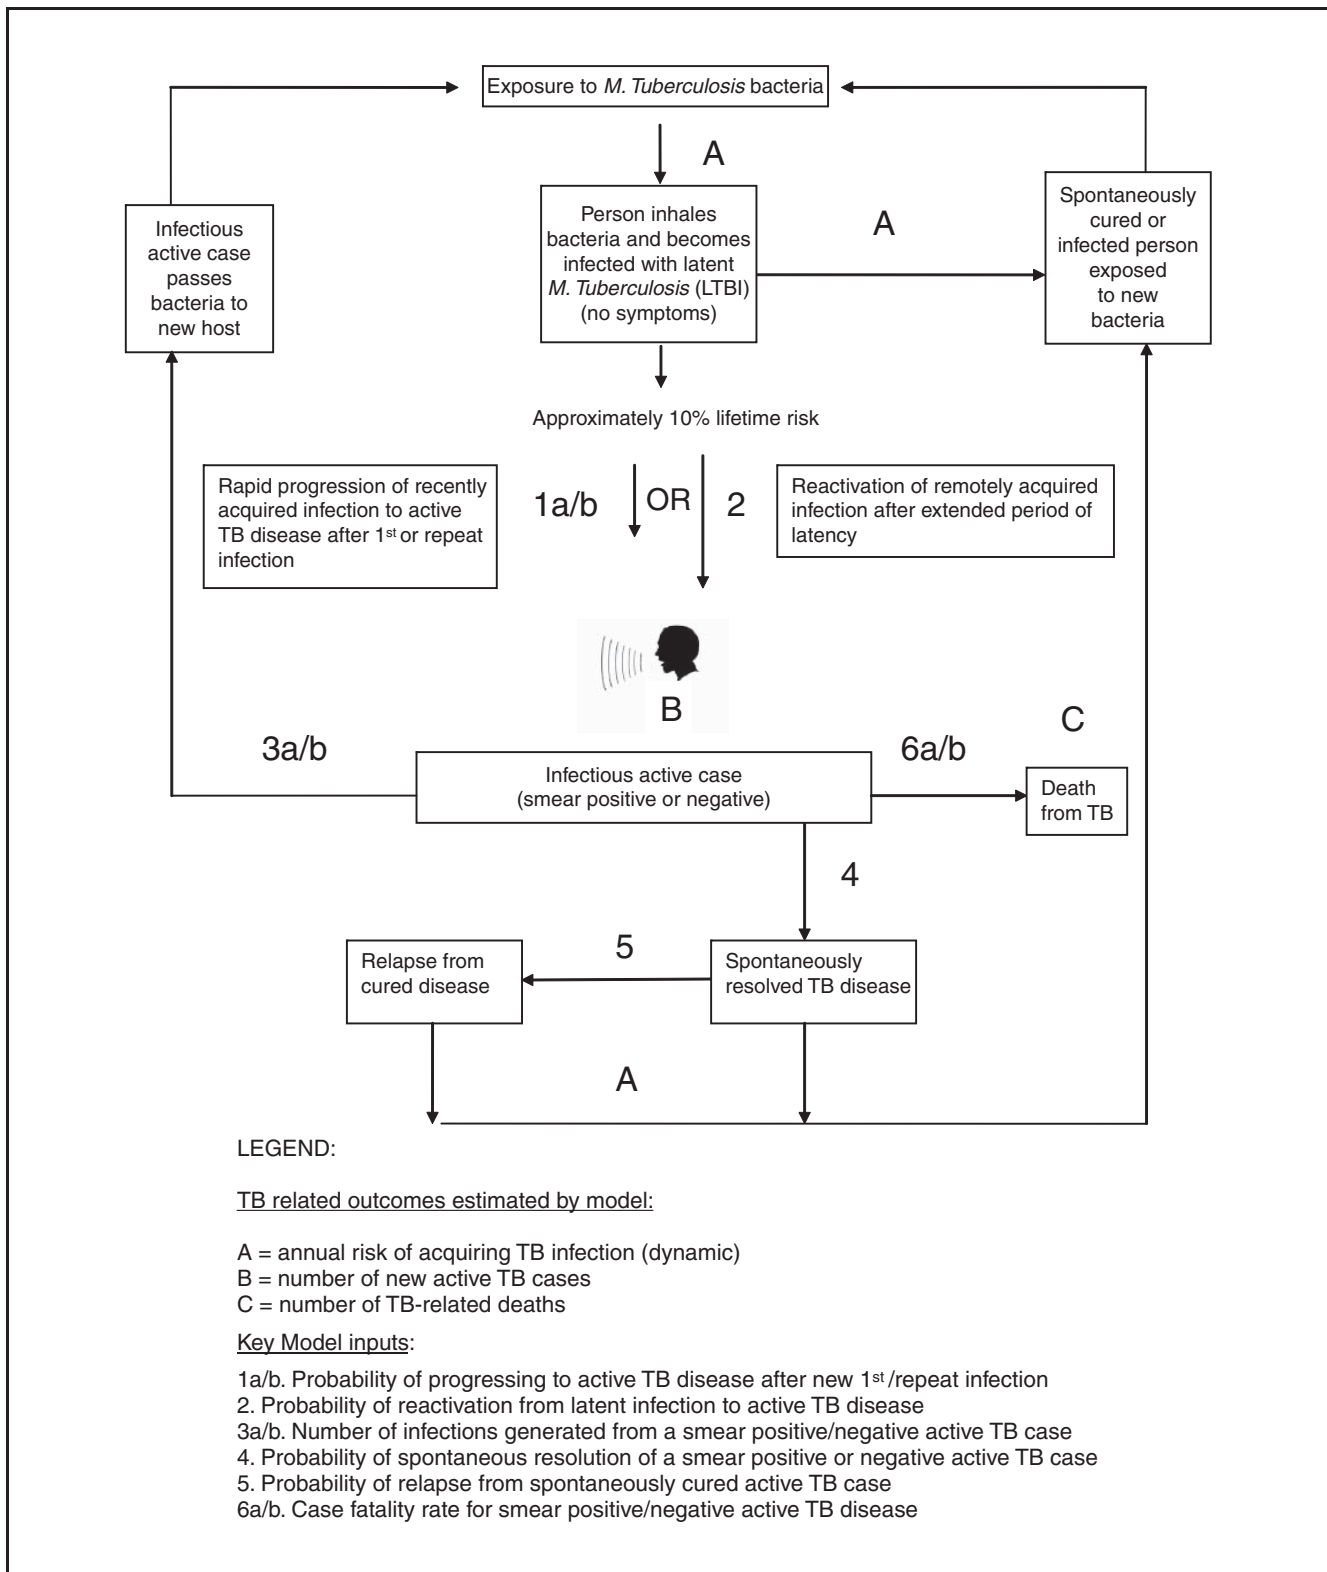 Exposure to M. Tuberculosis bacteria
A
Person inhales
bacteria and becomes
infected with latent
M. Tuberculosis (LTBI)
(no symptoms)
A
Spontaneously
cured or
infected person
exposed
to new
bacteria
Infectious
active case
passes
bacteria to
new host
Approximately 10% lifetime risk
Rapid progression of recently
acquired infection to active
TB disease after 1st or repeat
infection
1a/b
OR
2
Reactivation of remotely acquired
infection after extended period of
latency
B
3a/b
Infectious active case
(smear positive or negative)
6a/b
C
Death
from TB
4
Relapse from
cured disease
5
Spontaneously
resolved TB disease
A
LEGEND:
TB related outcomes estimated by model:
A = annual risk of acquiring TB infection (dynamic)
B = number of new active TB cases
C = number of TB-related deaths
Key Model inputs:
1a/b. Probability of progressing to active TB disease after new 1st /repeat infection
2. Probability of reactivation from latent infection to active TB disease
3a/b. Number of infections generated from a smear positive/negative active TB case
4. Probability of spontaneous resolution of a smear positive or negative active TB case
5. Probability of relapse from spontaneously cured active TB case
6a/b. Case fatality rate for smear positive/negative active TB disease